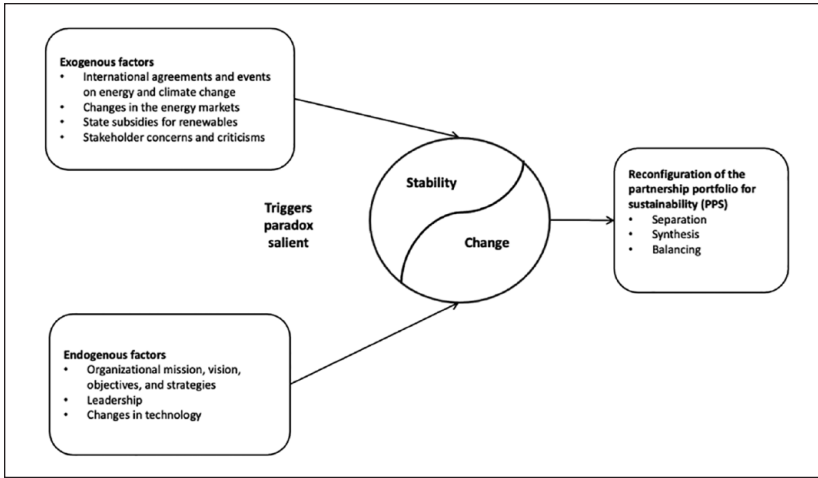 Exogenous factors
• International agreements and events
on energy and climate change
• Changes in the energy markets
• State subsidies for renewables
• Stakeholder concerns and criticisms
Triggers
paradox
salient
Stability
Change
Reconfiguration of the
partnership portfolio for
sustainability (PPS)
• Separation
• Synthesis
• Balancing
Endogenous factors
• Organizational mission, vision,
objectives, and strategies
• Leadership
• Changes in technology